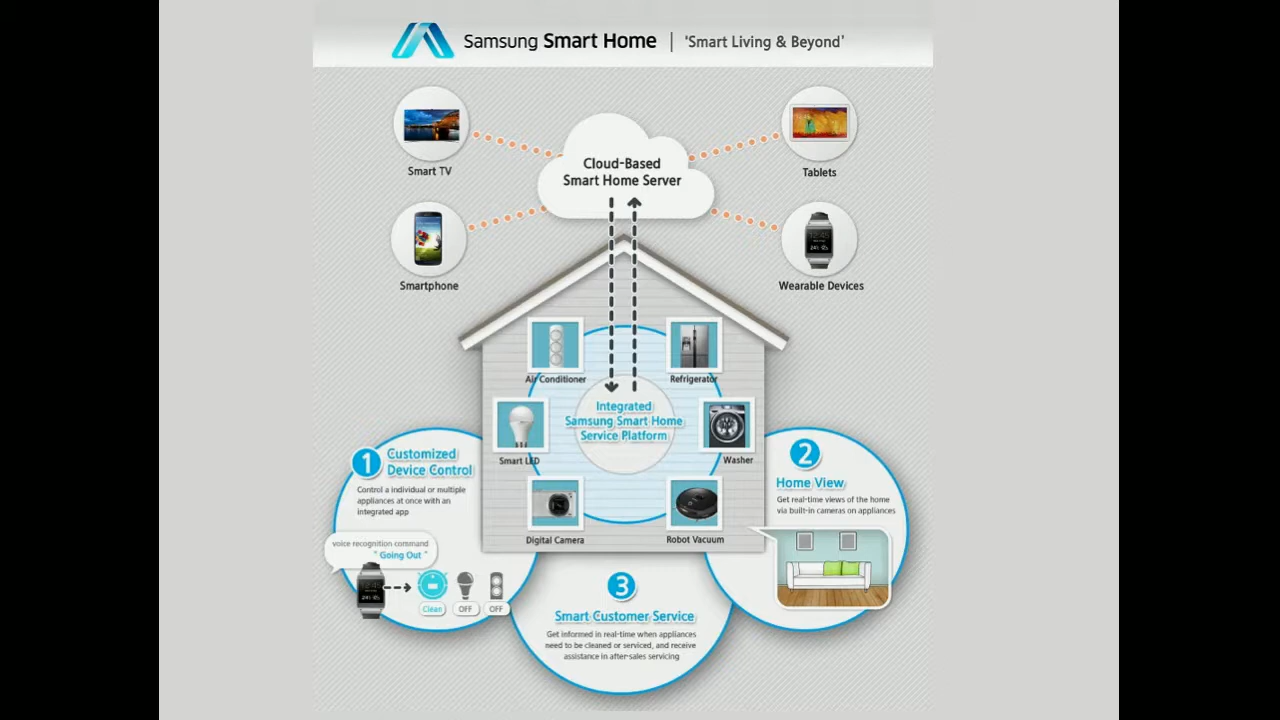 Samsung Smart Home | 'Smart Living & Beyond'
Smart TV
Cloud-Based
Smart Home Server
Tablets
Smartphone
Wearable Devices
Air Conditioner
Refrigerator
Integrated
Samsung Smart Home
Service Platform
Smart LED
Washer
Digital Camera
Robot Vacuum
1
Customized
Device Control
Control a individual or multiple
appliances at once with an
integrated app
voice recognition command
" Going Out "
Clean
OFF
OFF
2
Home View
Get real-time views of the home
via built-in cameras on appliances
3
Smart Customer Service
Get informed in real-time when appliances
need to be cleaned or serviced, and receive
assistance in after-sales servicing